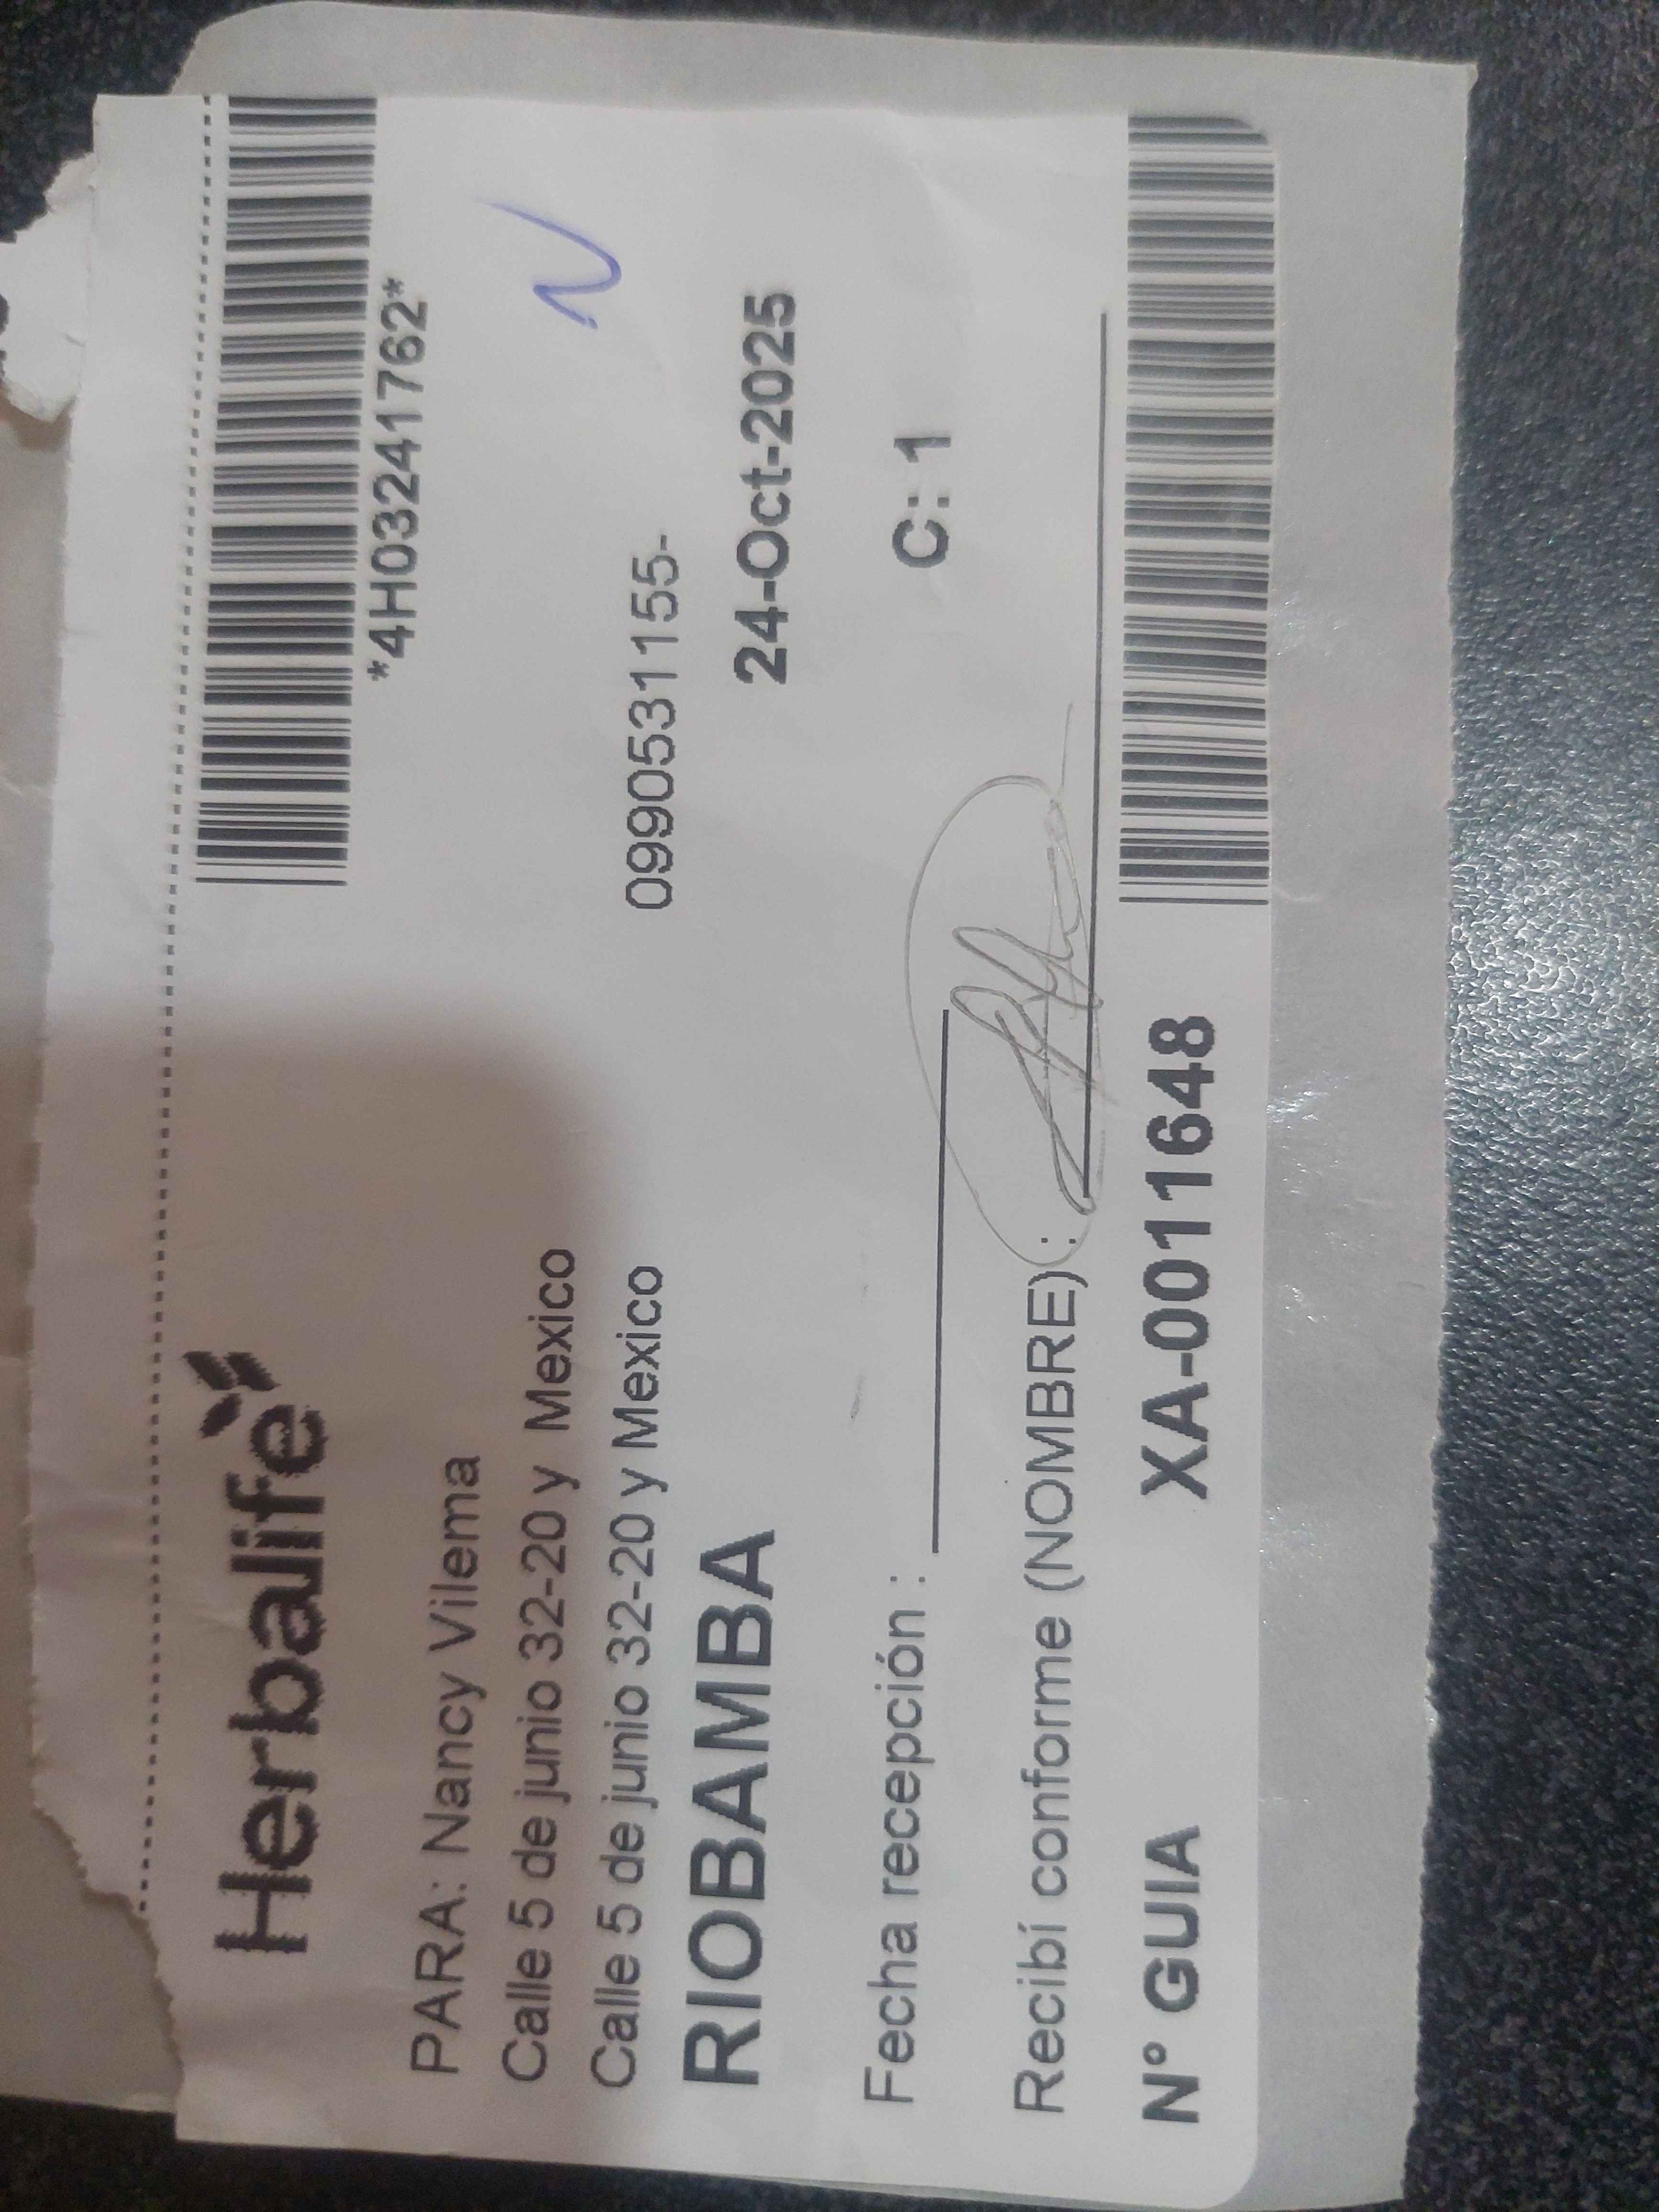 Herbalife
*4H03241762*
PARA: Nancy Vilema
Calle 5 de junio 32-20 y Mexico
Calle 5 de junio 32-20 y Mexico
0990531155-
RIOBAMBA
24-Oct-2025
Fecha recepción :
C: 1
Recibí conforme (NOMBRE) :
N° GUIA
XA-0011648